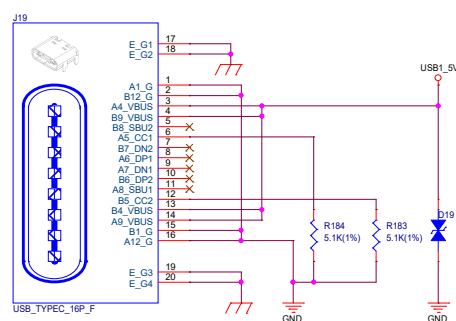 J19
17
E_G1
18
E_G2
USB1_5V
1
A1_G
2
B12_G
3
A4_VBUS
4
B9_VBUS
5
B8_SBU2
6
A5_CC1
7
B7_DN2
8
A6_DP1
9
A7_DN1
10
B6_DP2
11
A8_SBU1
12
B5_CC2
13
B4_VBUS
14
A9_VBUS
15
B1_G
16
A12_G
R184
5.1K(1%)
R183
5.1K(1%)
D19
19
E_G3
20
E_G4
USB_TYPEC_16P_F
GND
GND